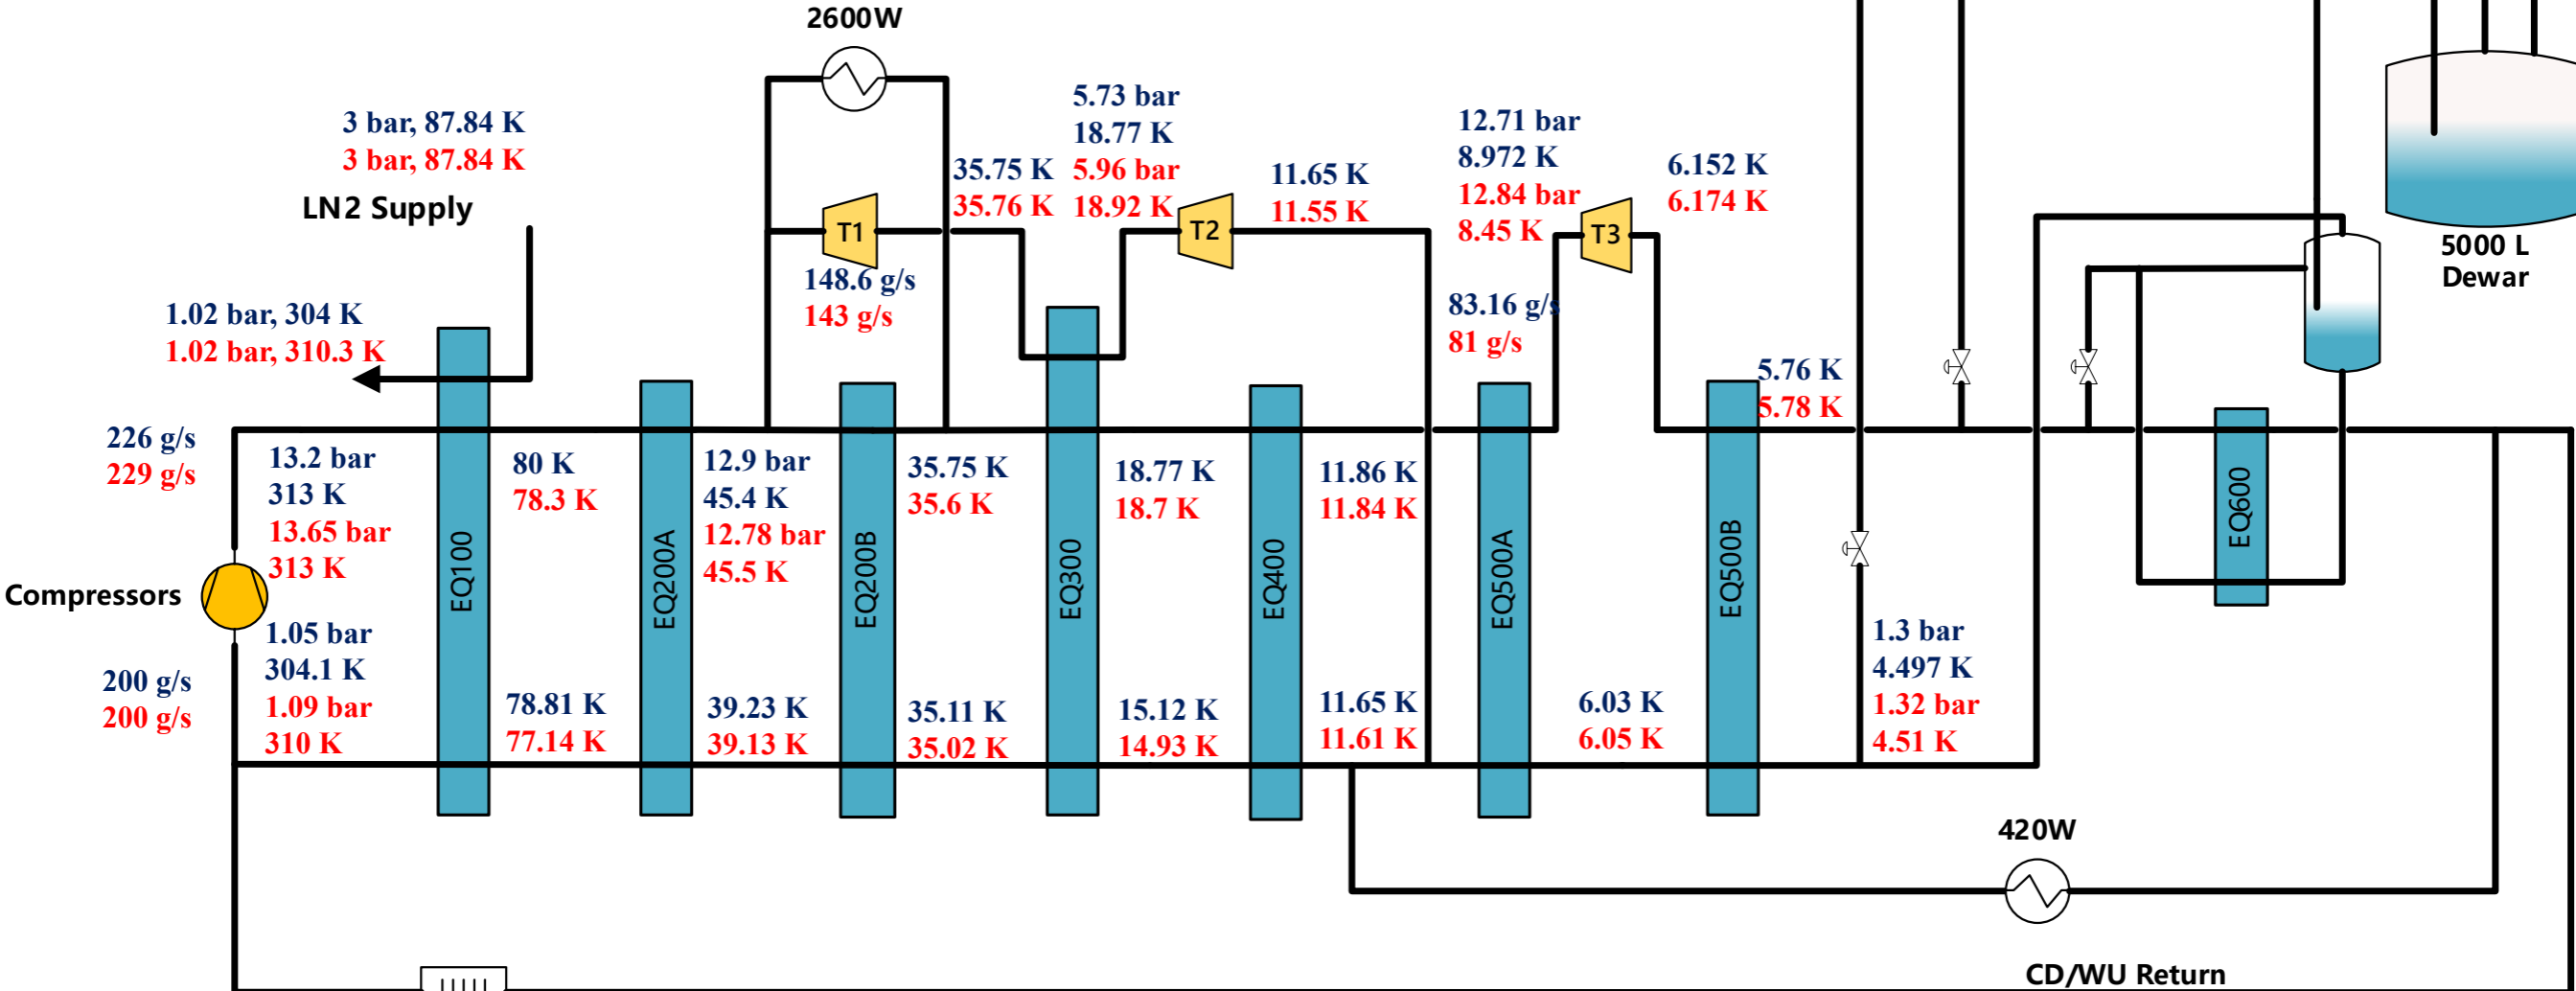 2600W
3 bar, 87.84 K
3 bar, 87.84 K
LN2 Supply
5.73 bar
18.77 K
5.96 bar
18.92 K
35.75 K
35.76 K
11.65 K
11.55 K
12.71 bar
8.972 K
12.84 bar
8.45 K
6.152 K
6.174 K
T1
T2
T3
148.6 g/s
143 g/s
83.16 g/s
81 g/s
5000 L
Dewar
1.02 bar, 304 K
1.02 bar, 310.3 K
5.76 K
5.78 K
226 g/s
229 g/s
13.2 bar
313 K
13.65 bar
313 K
80 K
78.3 K
12.9 bar
45.4 K
12.78 bar
45.5 K
35.75 K
35.6 K
18.77 K
18.7 K
11.86 K
11.84 K
EQ100
EQ200A
EQ200B
EQ300
EQ400
EQ500A
EQ500B
EQ600
Compressors
1.05 bar
304.1 K
1.09 bar
310 K
200 g/s
200 g/s
78.81 K
77.14 K
39.23 K
39.13 K
35.11 K
35.02 K
15.12 K
14.93 K
11.65 K
11.61 K
6.03 K
6.05 K
1.3 bar
4.497 K
1.32 bar
4.51 K
420W
CD/WU Return